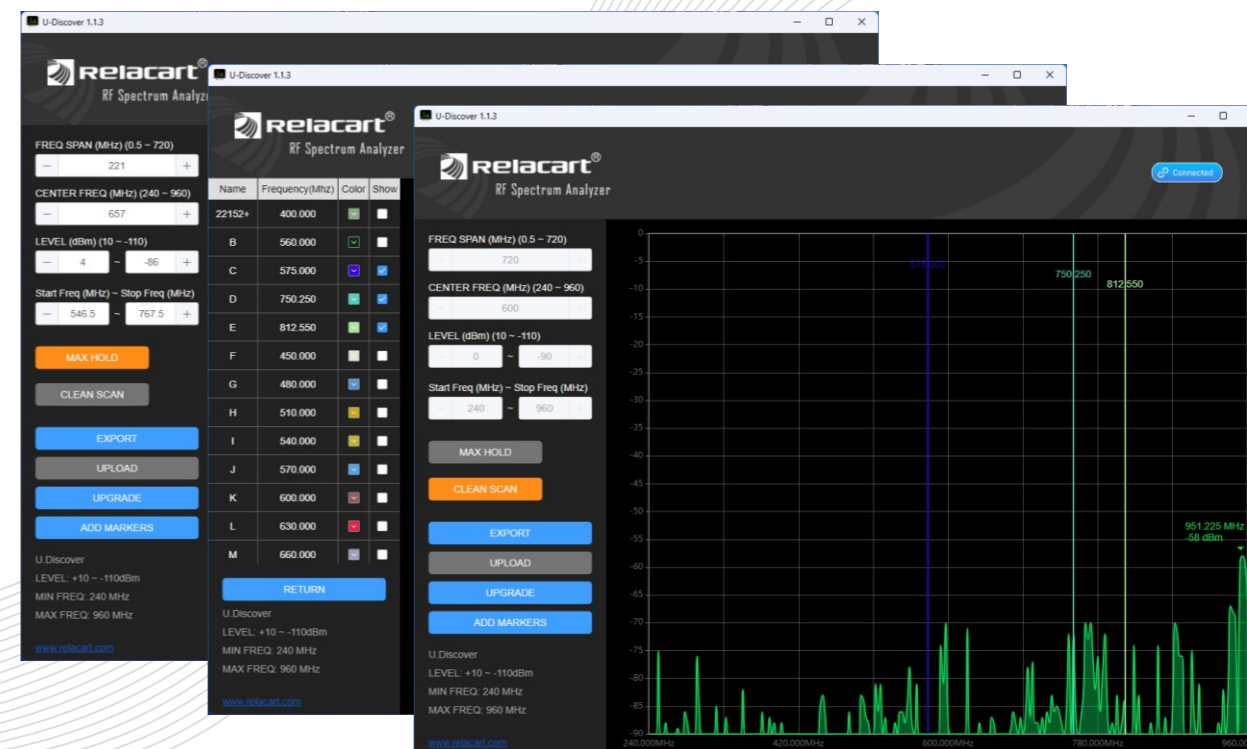 U-Discover 1.1.3
Relacart®
RF Spectrum Analyz
FREQ SPAN (MHz) (0.5 ~ 720)
221
CENTER FREQ (MHz) (240 ~ 960)
657
LEVEL (dBm) (10 ~ -110)
4 ~ -86
Start Freq (MHz) ~ Stop Freq (MHz)
546.5 ~ 767.5
MAX HOLD
CLEAN SCAN
EXPORT
UPLOAD
UPGRADE
ADD MARKERS
U.Discover
LEVEL: +10 ~ -110dBm
MIN FREQ: 240 MHz
MAX FREQ: 960 MHz
www.relacart.com
U-Discover 1.1.3
Relacart®
RF Spectrum Analyzer
Name Frequency(Mhz) Color Show
22152+ 400.000
B 560.000
C 575.000
D 750.250
E 812.550
F 450.000
G 480.000
H 510.000
I 540.000
J 570.000
K 600.000
L 630.000
M 660.000
RETURN
U.Discover
LEVEL: +10 ~ -110dBm
MIN FREQ: 240 MHz
MAX FREQ: 960 MHz
www.relacart.com
U-Discover 1.1.3
Relacart®
RF Spectrum Analyzer
Connected
FREQ SPAN (MHz) (0.5 ~ 720)
720
CENTER FREQ (MHz) (240 ~ 960)
600
LEVEL (dBm) (10 ~ -110)
0 ~ -90
Start Freq (MHz) ~ Stop Freq (MHz)
240 ~ 960
MAX HOLD
CLEAN SCAN
EXPORT
UPLOAD
UPGRADE
ADD MARKERS
U.Discover
LEVEL: +10 ~ -110dBm
MIN FREQ: 240 MHz
MAX FREQ: 960 MHz
www.relacart.com
0
-5
-10
-15
-20
-25
-30
-35
-40
-45
-50
-55
-60
-65
-70
-75
-80
-85
-90
575.000
750.250
812.550
951.225 MHz
-58 dBm
240.000MHz 420.000MHz 600.000MHz 780.000MHz 960.00